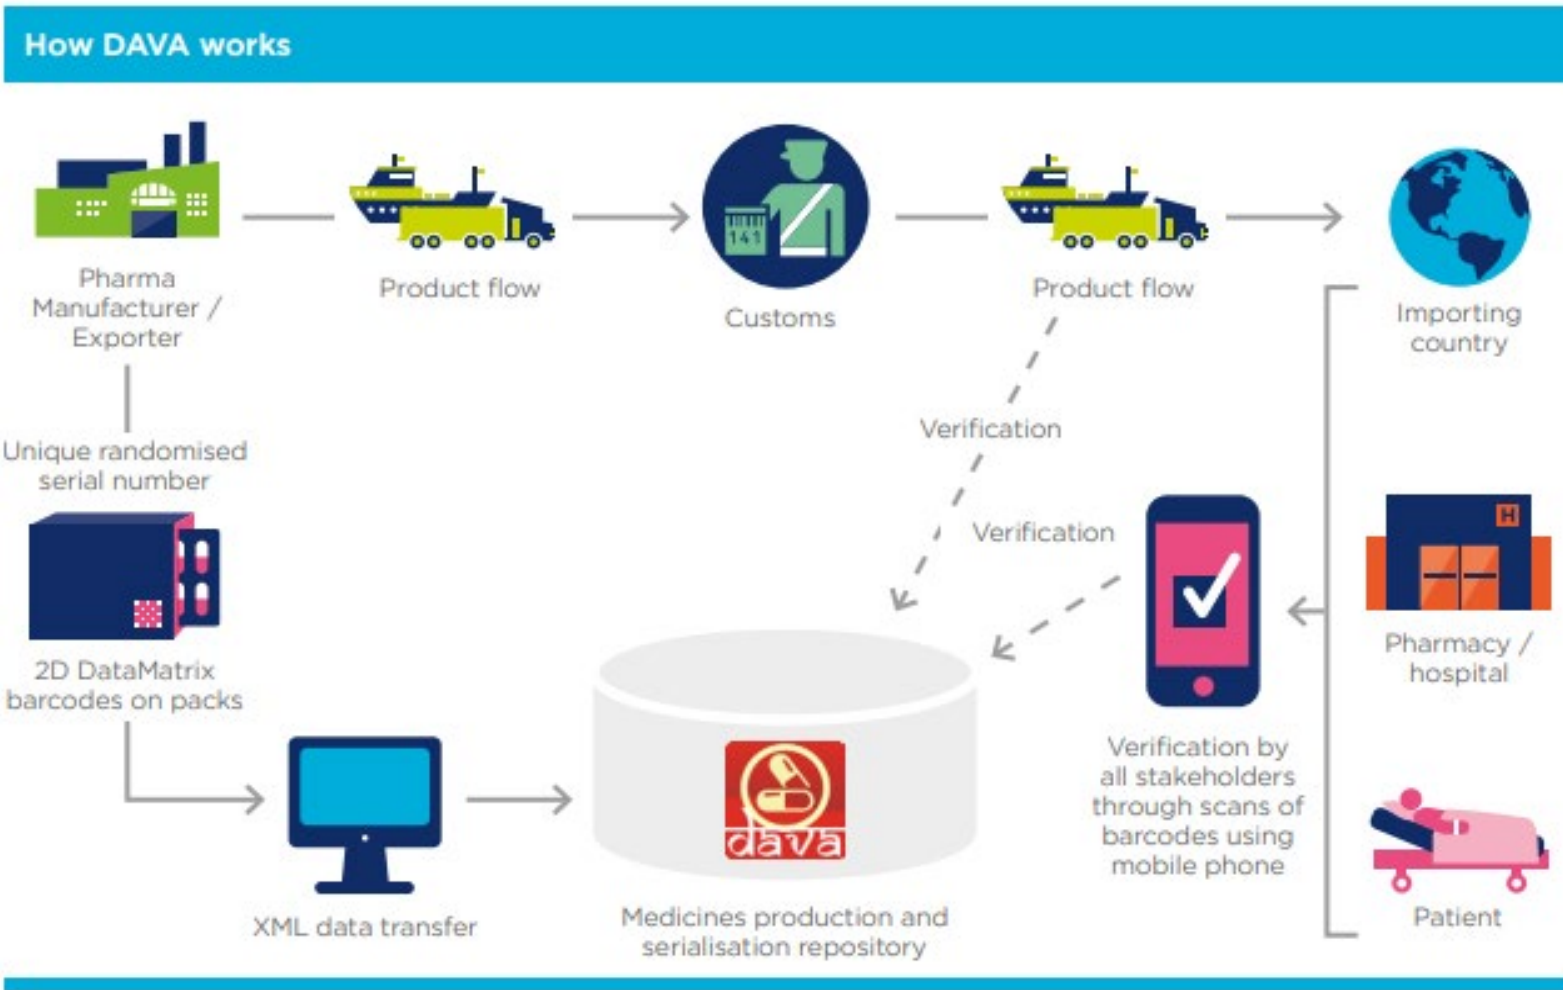 How DAVA works
Pharma
Manufacturer /
Exporter
Product flow
141
Customs
Product flow
Importing
country
Unique randomised
serial number
Verification
Verification
H
2D DataMatrix
barcodes on packs
Pharmacy /
hospital
XML data transfer
dava
Medicines production and
serialisation repository
Verification by
all stakeholders
through scans of
barcodes using
mobile phone
Patient